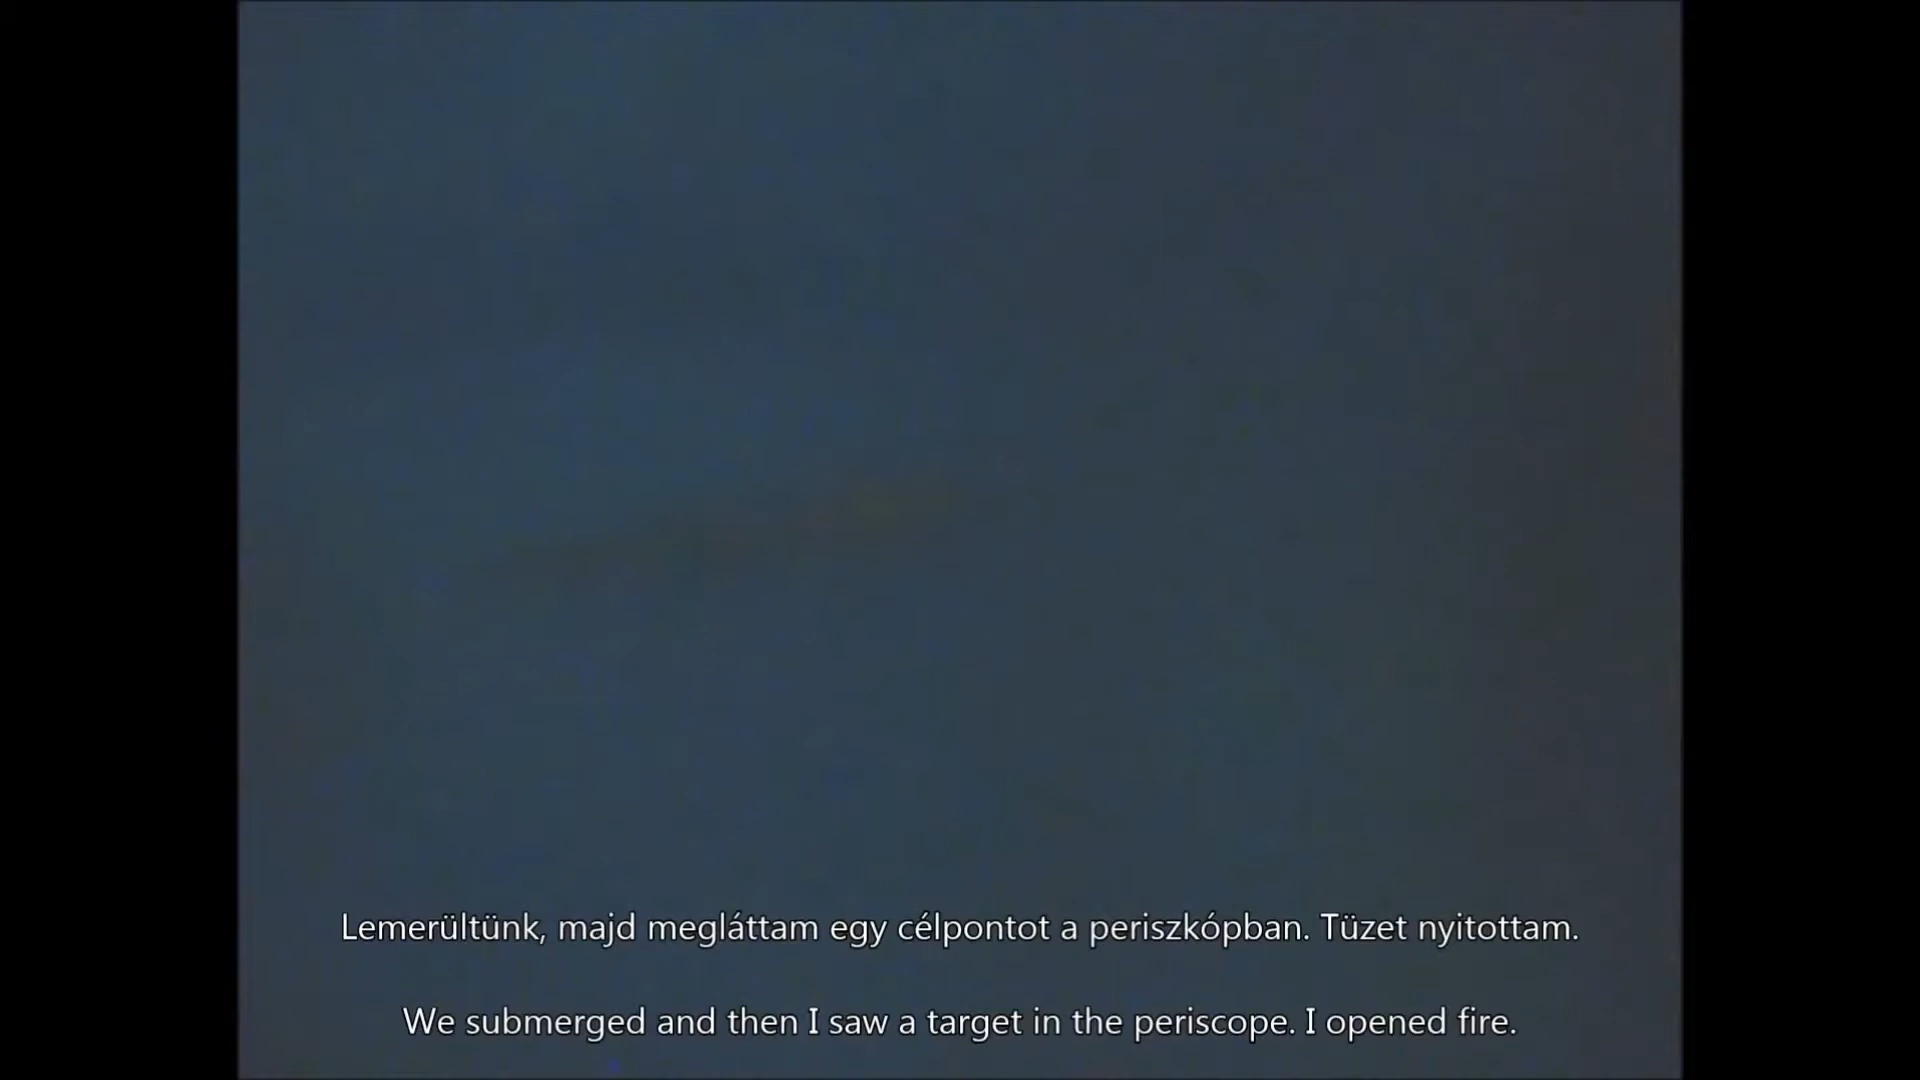 Lemerültünk, majd megláttam egy célpontot a periszkópban. Tüzet nyitottam.
We submerged and then I saw a target in the periscope. I opened fire.